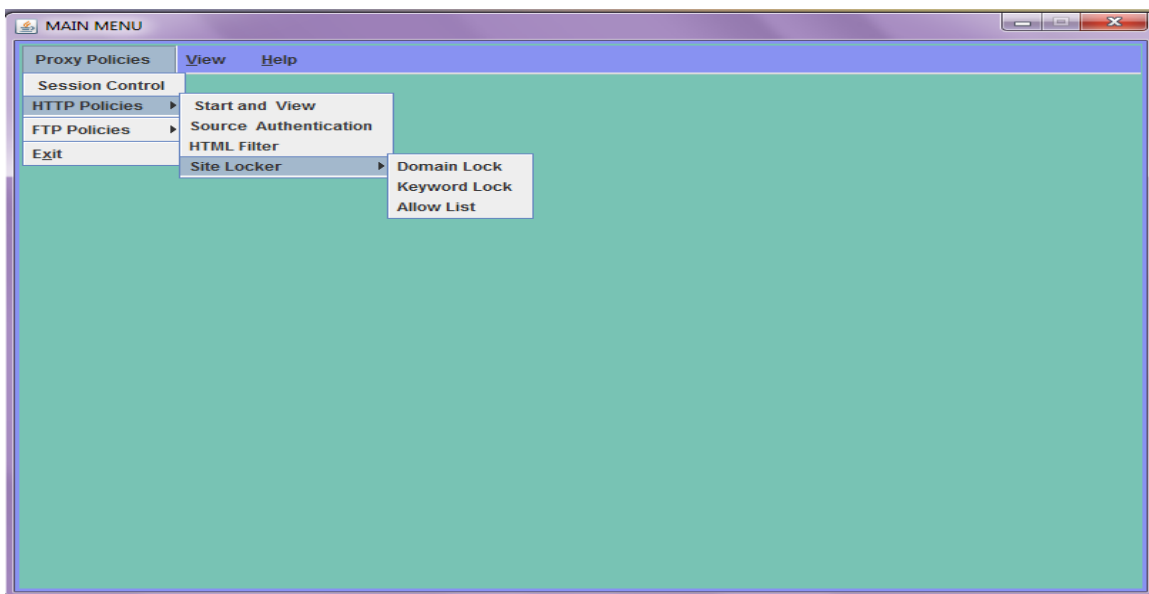 MAIN MENU
Proxy Policies View Help
Session Control
HTTP Policies
FTP Policies
Exit
Start and View
Source Authentication
HTML Filter
Site Locker
Domain Lock
Keyword Lock
Allow List